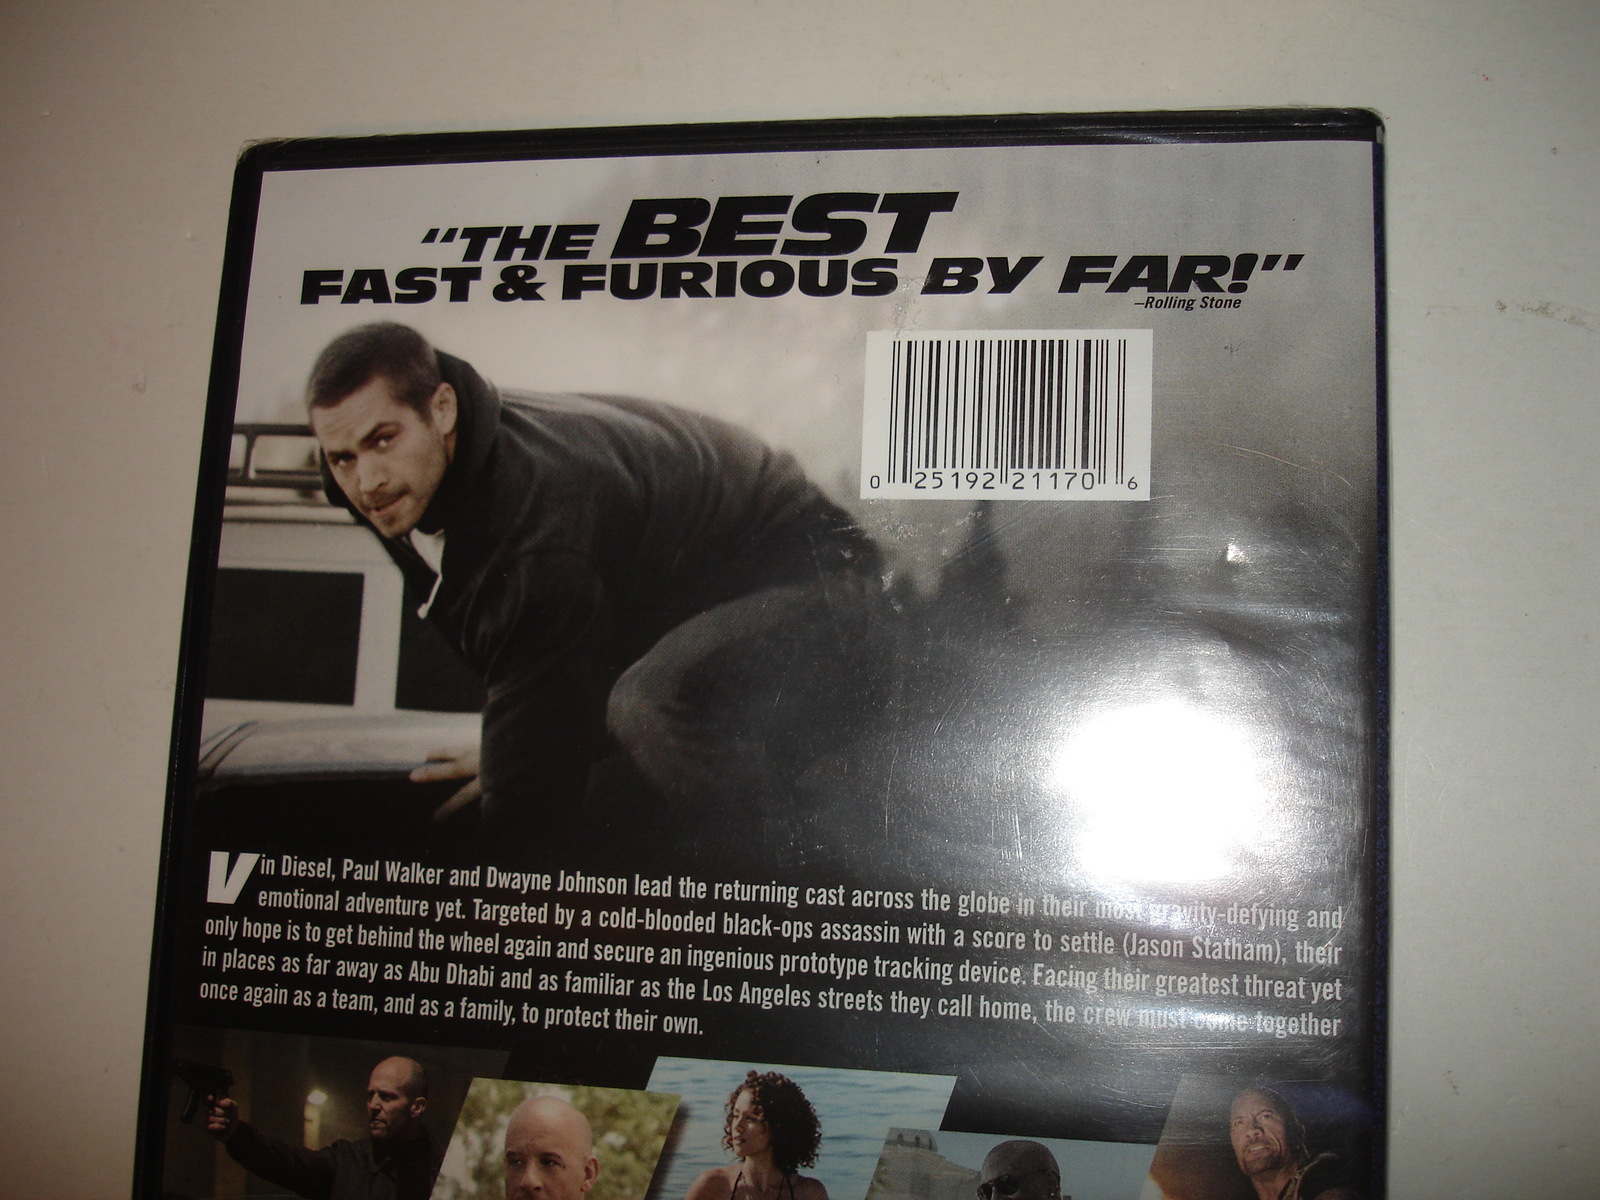 “THE BEST
FAST & FURIOUS BY FAR!”
–Rolling Stone
0 25192 21170 6
Vin Diesel, Paul Walker and Dwayne Johnson lead the returning cast across the globe in their most gravity-defying and
emotional adventure yet. Targeted by a cold-blooded black-ops assassin with a score to settle (Jason Statham), their
only hope is to get behind the wheel again and secure an ingenious prototype tracking device. Facing their greatest threat yet
in places as far away as Abu Dhabi and as familiar as the Los Angeles streets they call home, the crew must come together
once again as a team, and as a family, to protect their own.